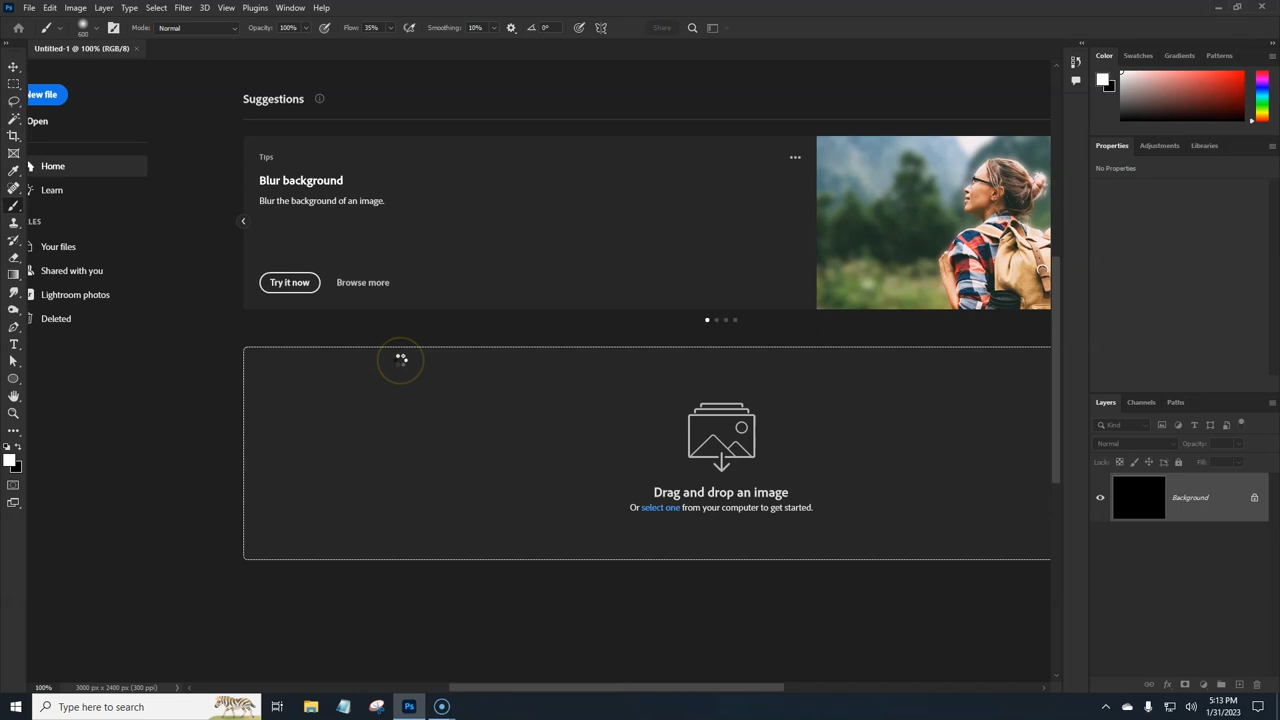 Ps File Edit Image Layer Type Select Filter 3D View Plugins Window Help
600 Mode: Normal Opacity: 100% Flow: 35% Smoothing: 10% 0° Share
Untitled-1 @ 100% (RGB/8)
New file
Open
Home
Learn
LES
Your files
Shared with you
Lightroom photos
Deleted
Suggestions
Tips
Blur background
Blur the background of an image.
Try it now Browse more
Drag and drop an image
Or select one from your computer to get started.
Color Swatches Gradients Patterns
Properties Adjustments Libraries
No Properties
Layers Channels Paths
Kind
Normal Opacity:
Lock: Fill:
Background
100% 3000 px x 2400 px (300 ppi)
Type here to search
Ps
5:13 PM
1/31/2023